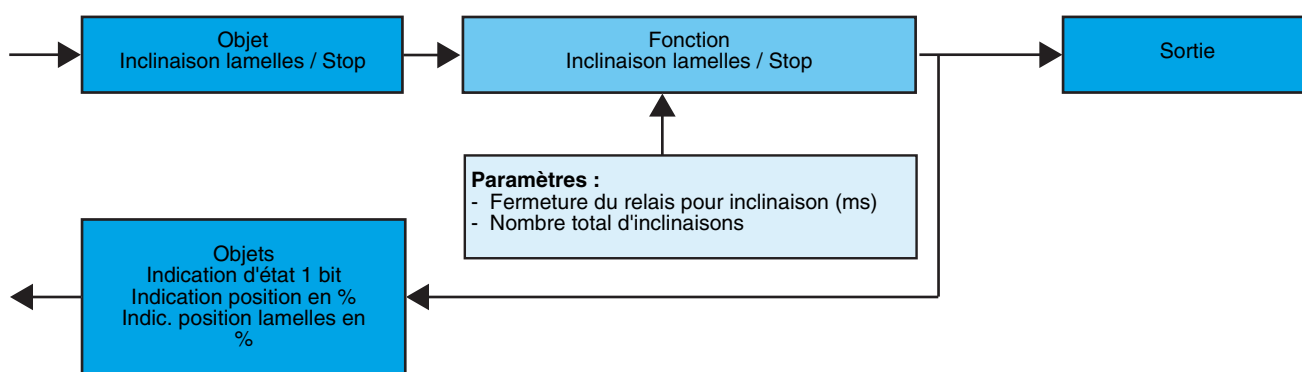 Objet
Inclinaison lamelles / Stop
Fonction
Inclinaison lamelles / Stop
Sortie
Paramètres :
- Fermeture du relais pour inclinaison (ms)
- Nombre total d'inclinaisons
Objets
Indication d'état 1 bit
Indication position en %
Indic. position lamelles en
%